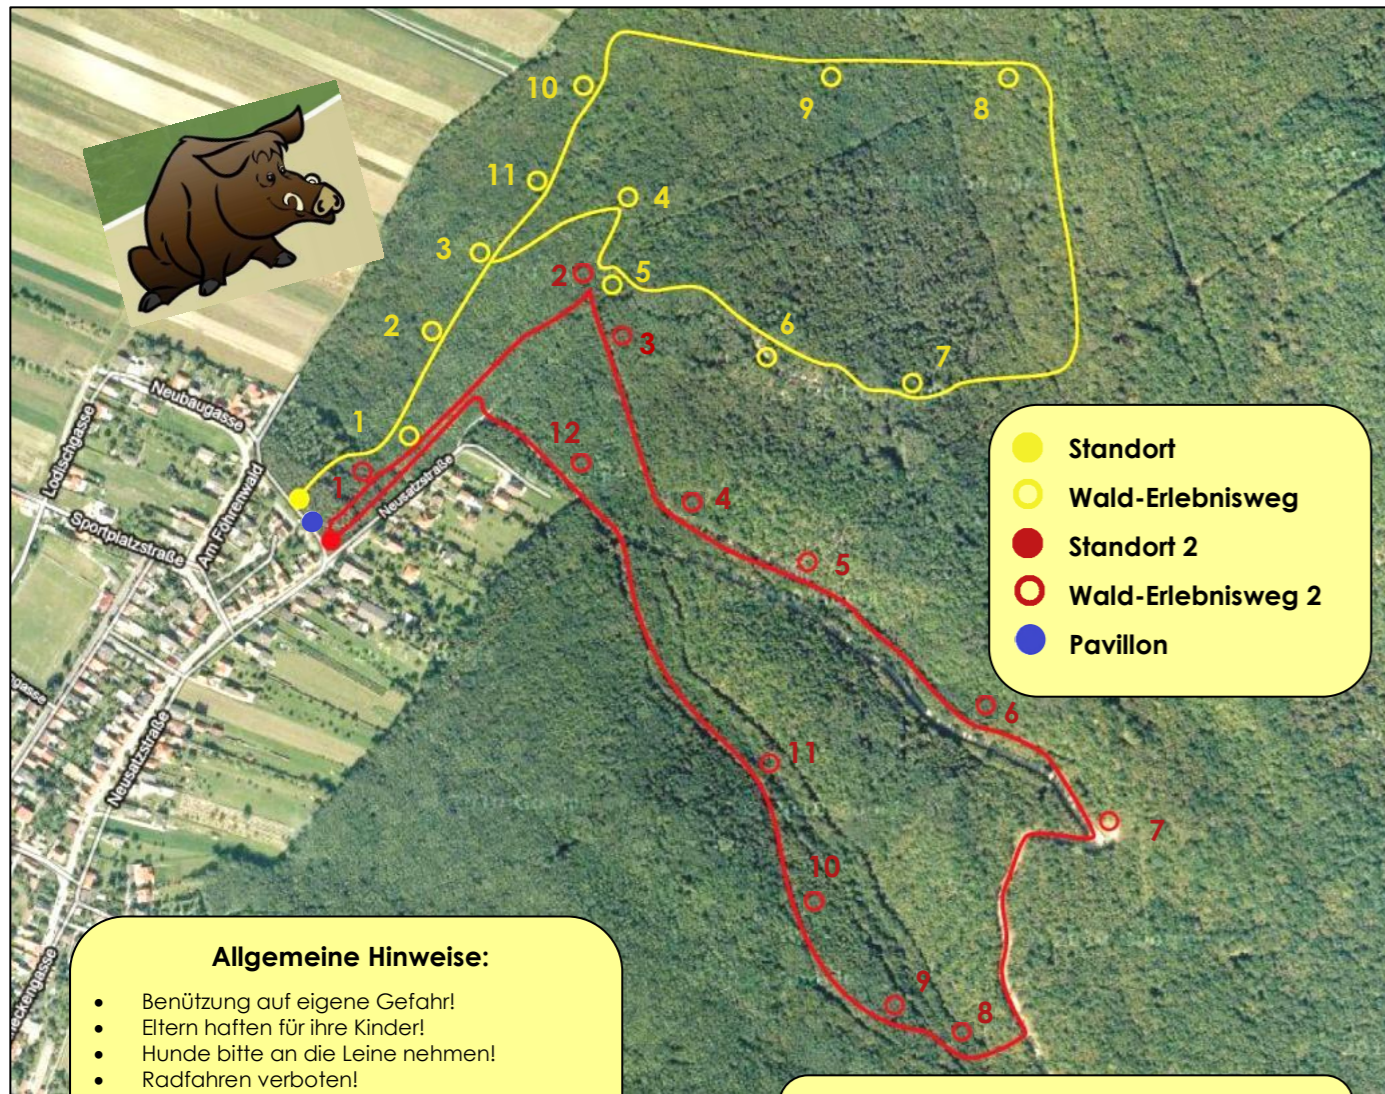 10
9
8
11
4
3
2
5
2
6
3
7
1
12
1
4
5
6
11
7
10
9
8
Neubaugasse
Lodischgasse
Am Föhrenwald
Sportplatzstraße
Neusatzstraße
Neusatzstraße
Standort
Wald-Erlebnisweg
Standort 2
Wald-Erlebnisweg 2
Pavillon
Allgemeine Hinweise:
• Benützung auf eigene Gefahr!
• Eltern haften für ihre Kinder!
• Hunde bitte an die Leine nehmen!
• Radfahren verboten!